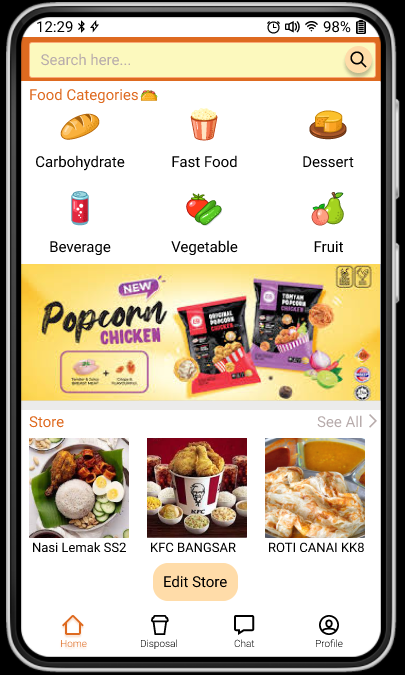 12:29
98%
Search here...
Food Categories
Carbohydrate
Fast Food
Dessert
Beverage
Vegetable
Fruit
NEW
Popcorn
CHICKEN
ORIGINAL
POPCORN
CHICKEN
TOMYAM
POPCORN
CHICKEN
Tender & Juicy
BREAST MEAT
+
Crispy &
FLAVOURFUL
Store
See All
KFC
Nasi Lemak SS2
KFC BANGSAR
ROTI CANAI KK8
Edit Store
Home
Disposal
Chat
Profile